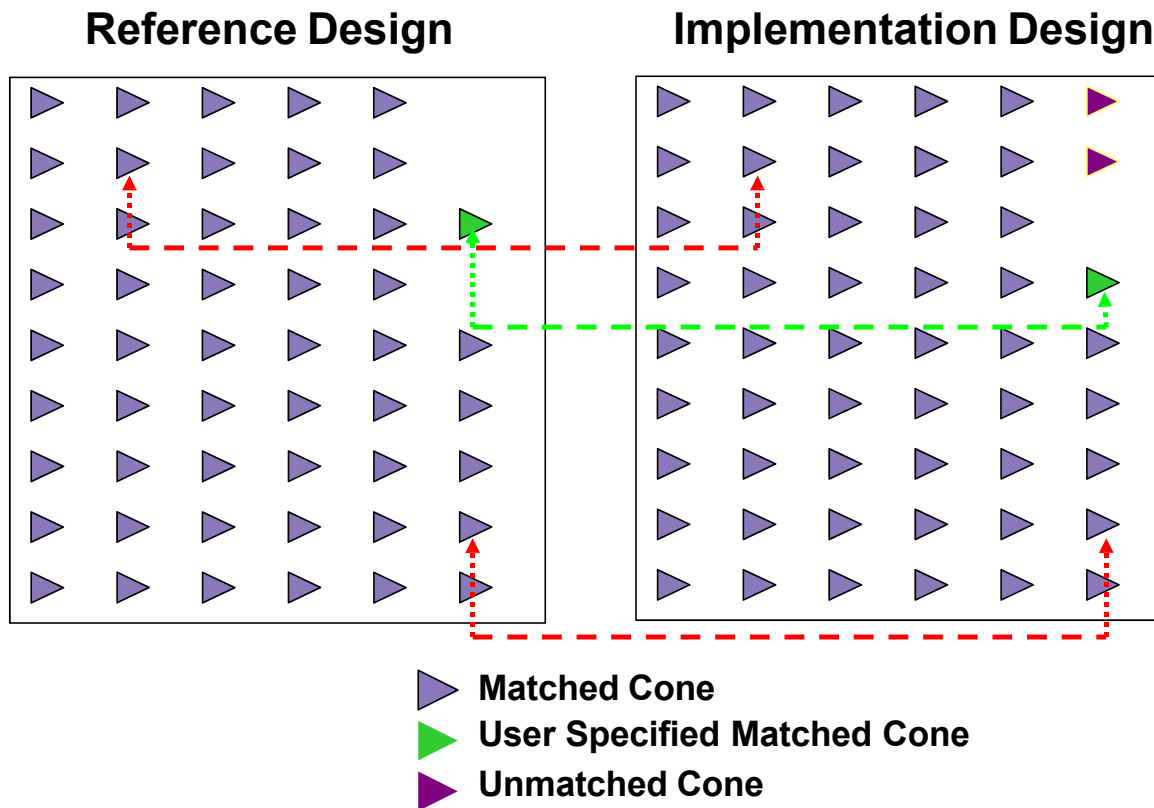 Reference Design
Implementation Design
Matched Cone
User Specified Matched Cone
Unmatched Cone